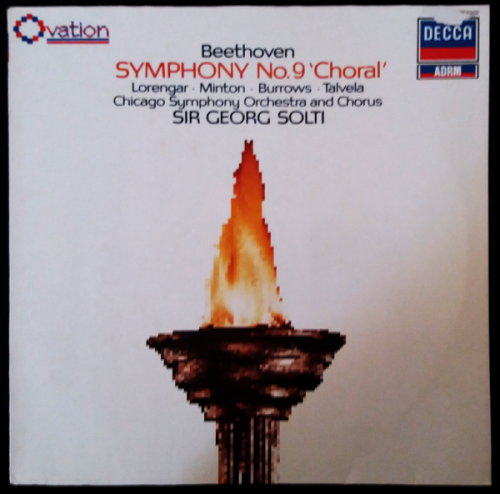 Ovation
DECCA
ADRM
Beethoven
SYMPHONY No.9 'Choral'
Lorengar · Minton · Burrows · Talvela
Chicago Symphony Orchestra and Chorus
SIR GEORG SOLTI